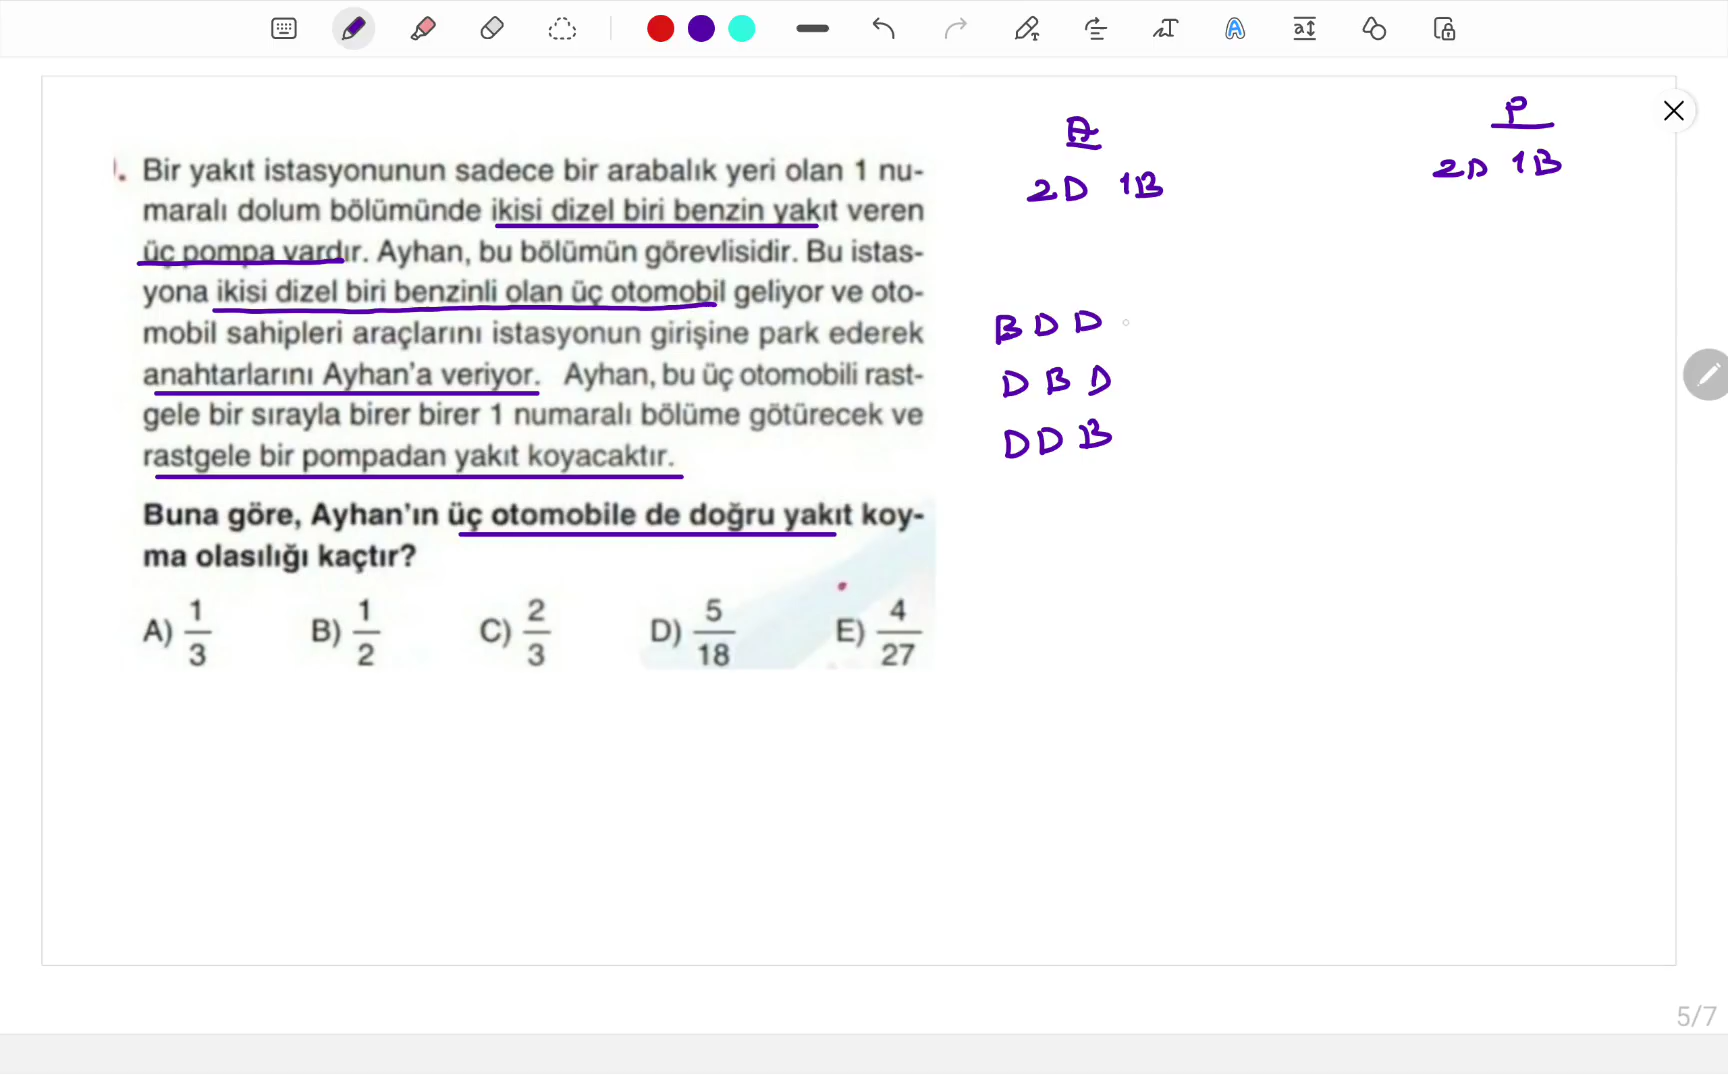 A
P
2D 1B
2D 1B
. Bir yakıt istasyonunun sadece bir arabalık yeri olan 1 nu-
maralı dolum bölümünde ikisi dizel biri benzin yakıt veren
üç pompa vardır. Ayhan, bu bölümün görevlisidir. Bu istas-
yona ikisi dizel biri benzinli olan üç otomobil geliyor ve oto-
mobil sahipleri araçlarını istasyonun girişine park ederek
anahtarlarını Ayhan'a veriyor. Ayhan, bu üç otomobili rast-
gele bir sırayla birer birer 1 numaralı bölüme götürecek ve
rastgele bir pompadan yakıt koyacaktır.
Buna göre, Ayhan'ın üç otomobile de doğru yakıt koy-
ma olasılığı kaçtır?
A) 1/3 B) 1/2 C) 2/3 D) 5/18 E) 4/27
B D D
D B D
D D B
5/7